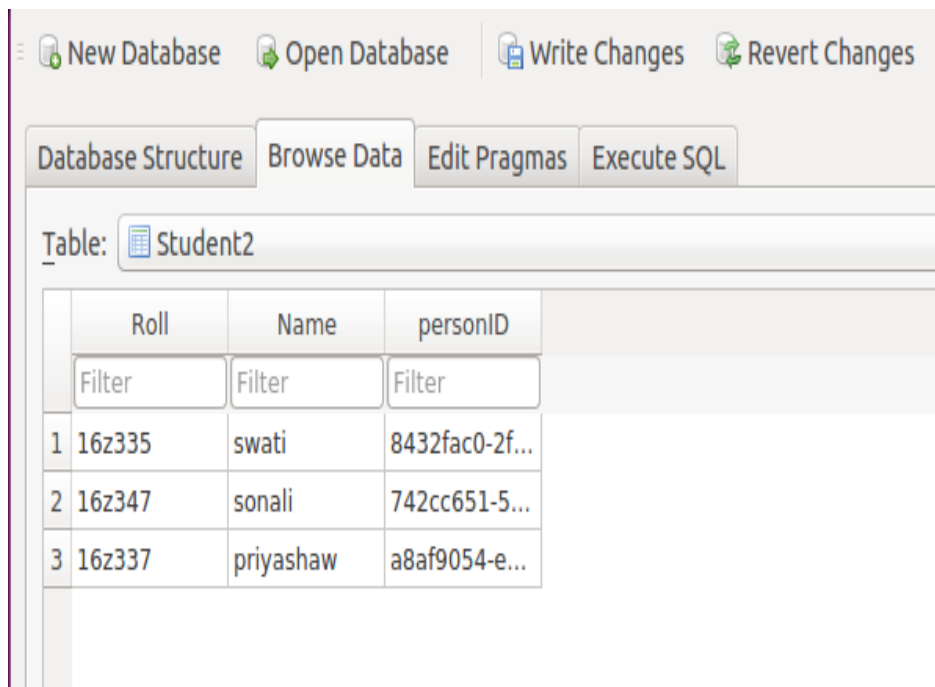 New Database Open Database Write Changes Revert Changes
Database Structure Browse Data Edit Pragmas Execute SQL
Table: Student2
Roll Name personID
Filter Filter Filter
1 16z335 swati 8432fac0-2f...
2 16z347 sonali 742cc651-5...
3 16z337 priyashaw a8af9054-e...